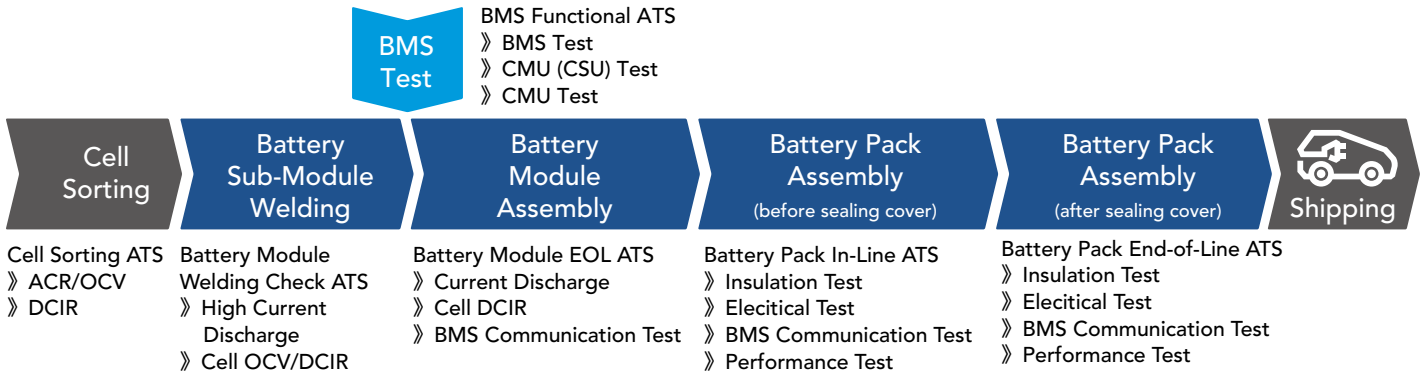 BMS
Test
BMS Functional ATS
》BMS Test
》CMU (CSU) Test
》CMU Test
Cell
Sorting
Battery
Sub-Module
Welding
Battery
Module
Assembly
Battery Pack
Assembly
(before sealing cover)
Battery Pack
Assembly
(after sealing cover)
Shipping
Cell Sorting ATS
》ACR/OCV
》DCIR
Battery Module
Welding Check ATS
》High Current
Discharge
》Cell OCV/DCIR
Battery Module EOL ATS
》Current Discharge
》Cell DCIR
》BMS Communication Test
Battery Pack In-Line ATS
》Insulation Test
》Elecitical Test
》BMS Communication Test
》Performance Test
Battery Pack End-of-Line ATS
》Insulation Test
》Elecitical Test
》BMS Communication Test
》Performance Test